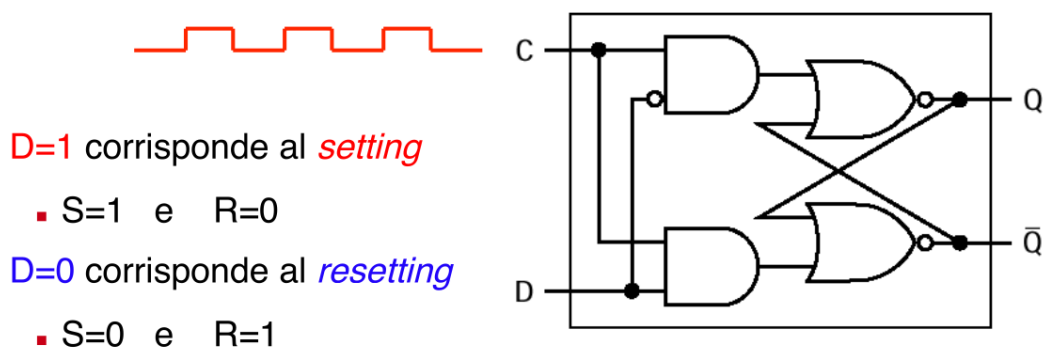 D=1 corrisponde al setting
▪ S=1 e R=0
D=0 corrisponde al resetting
▪ S=0 e R=1
C
D
Q
Q̅